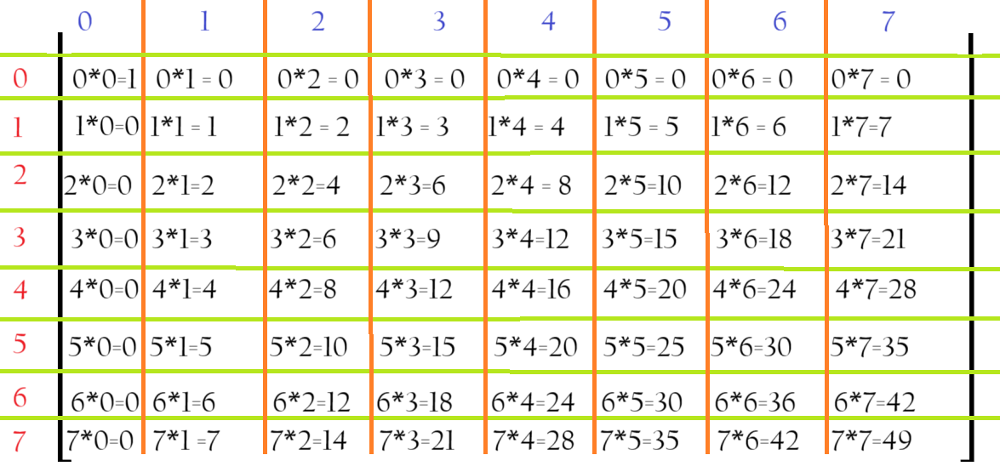 0 1 2 3 4 5 6 7
0 0*0=1 0*1 = 0 0*2 = 0 0*3 = 0 0*4 = 0 0*5 = 0 0*6 = 0 0*7 = 0
1 1*0=0 1*1 = 1 1*2 = 2 1*3 = 3 1*4 = 4 1*5 = 5 1*6 = 6 1*7=7
2 2*0=0 2*1=2 2*2=4 2*3=6 2*4 = 8 2*5=10 2*6=12 2*7=14
3 3*0=0 3*1=3 3*2=6 3*3=9 3*4=12 3*5=15 3*6=18 3*7=21
4 4*0=0 4*1=4 4*2=8 4*3=12 4*4=16 4*5=20 4*6=24 4*7=28
5 5*0=0 5*1=5 5*2=10 5*3=15 5*4=20 5*5=25 5*6=30 5*7=35
6 6*0=0 6*1=6 6*2=12 6*3=18 6*4=24 6*5=30 6*6=36 6*7=42
7 7*0=0 7*1 =7 7*2=14 7*3=21 7*4=28 7*5=35 7*6=42 7*7=49